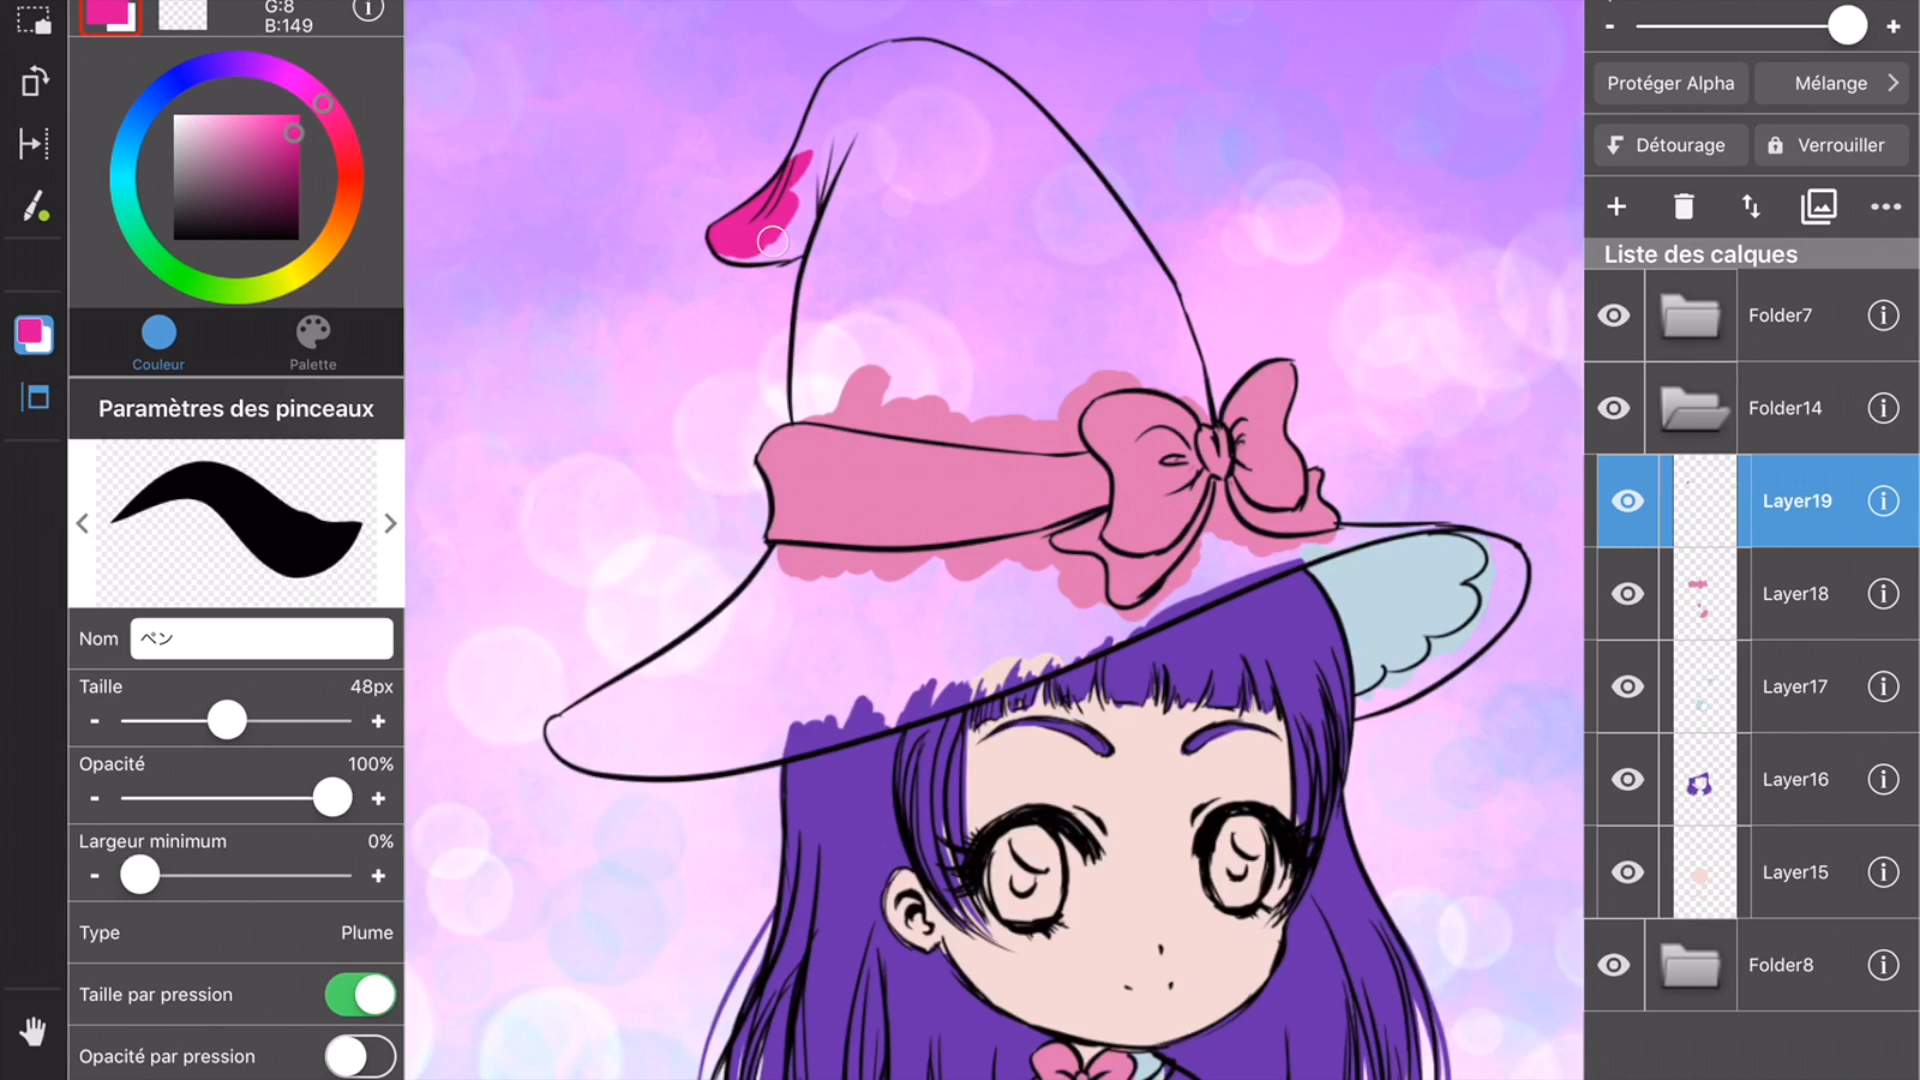 G:8
B:149
Couleur
Palette
Paramètres des pinceaux
Nom
ペン
Taille
48px
-
+
Opacité
100%
-
+
Largeur minimum
0%
-
+
Type
Plume
Taille par pression
Opacité par pression
-
+
Protéger Alpha
Mélange
Détourage
Verrouiller
Liste des calques
Folder7
Folder14
Layer19
Layer18
Layer17
Layer16
Layer15
Folder8